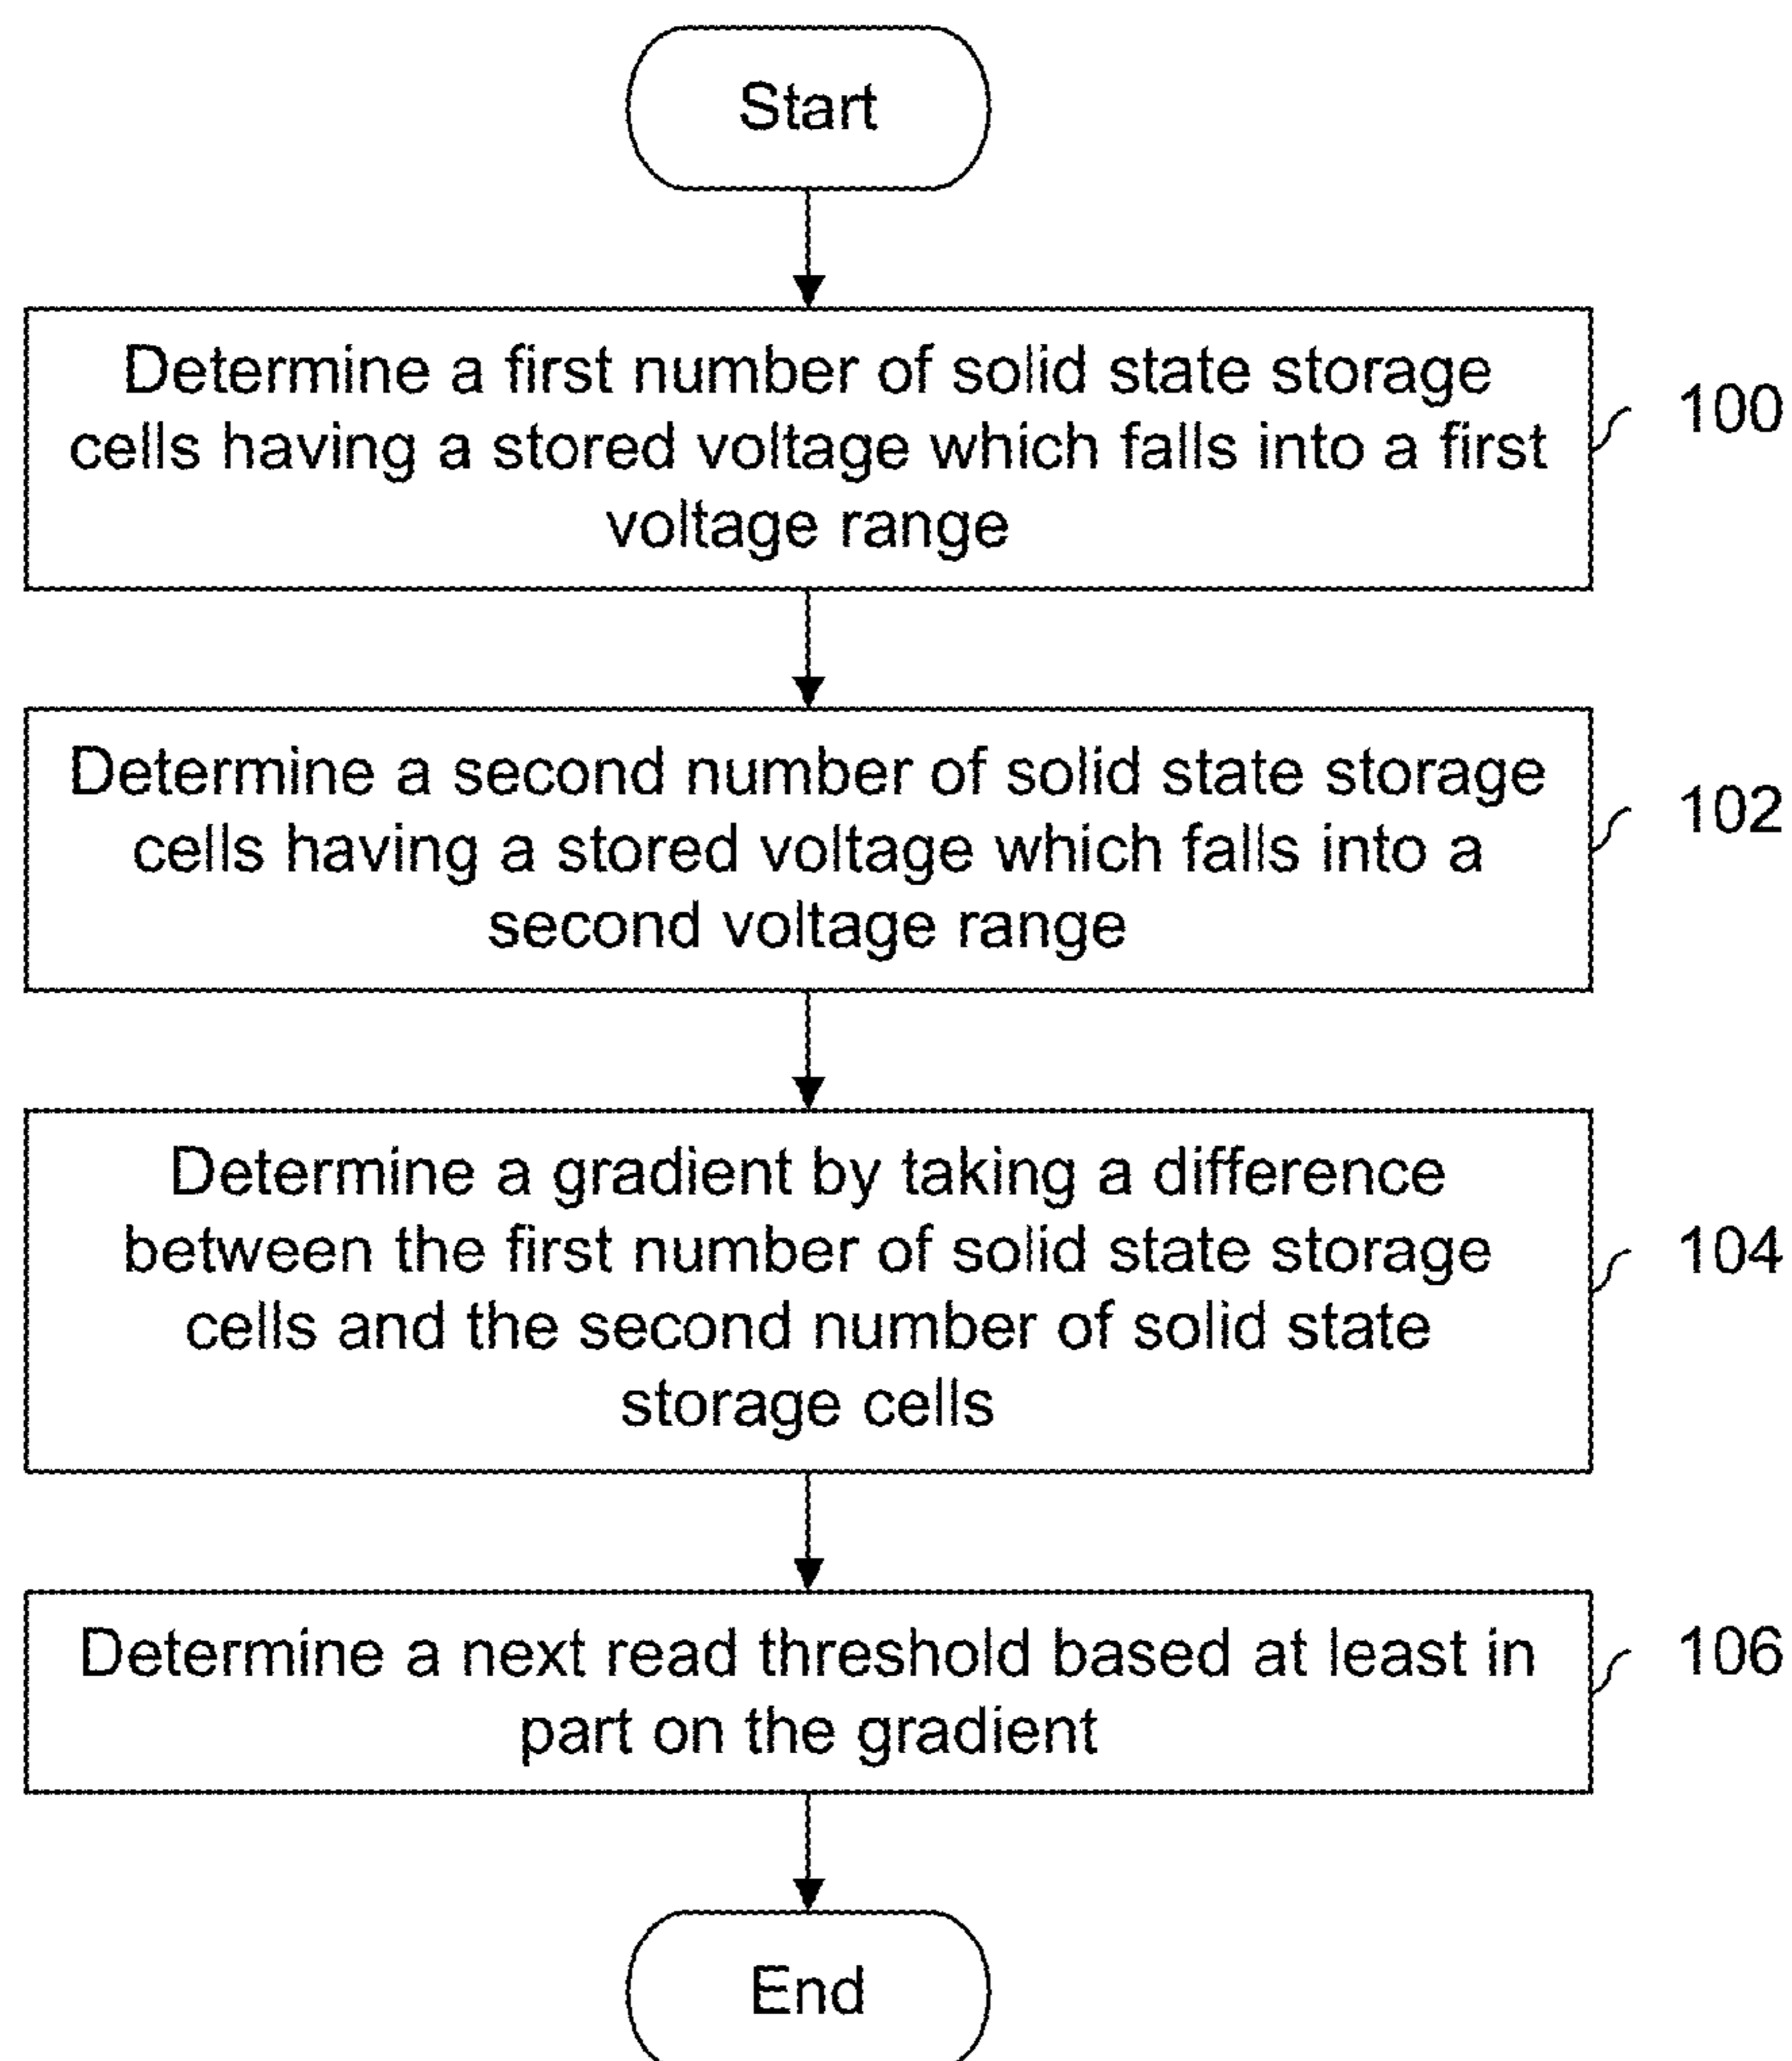 Start
Determine a first number of solid state storage
cells having a stored voltage which falls into a first
voltage range
100
Determine a second number of solid state storage
cells having a stored voltage which falls into a
second voltage range
102
Determine a gradient by taking a difference
between the first number of solid state storage
cells and the second number of solid state
storage cells
104
Determine a next read threshold based at least in
part on the gradient
106
End